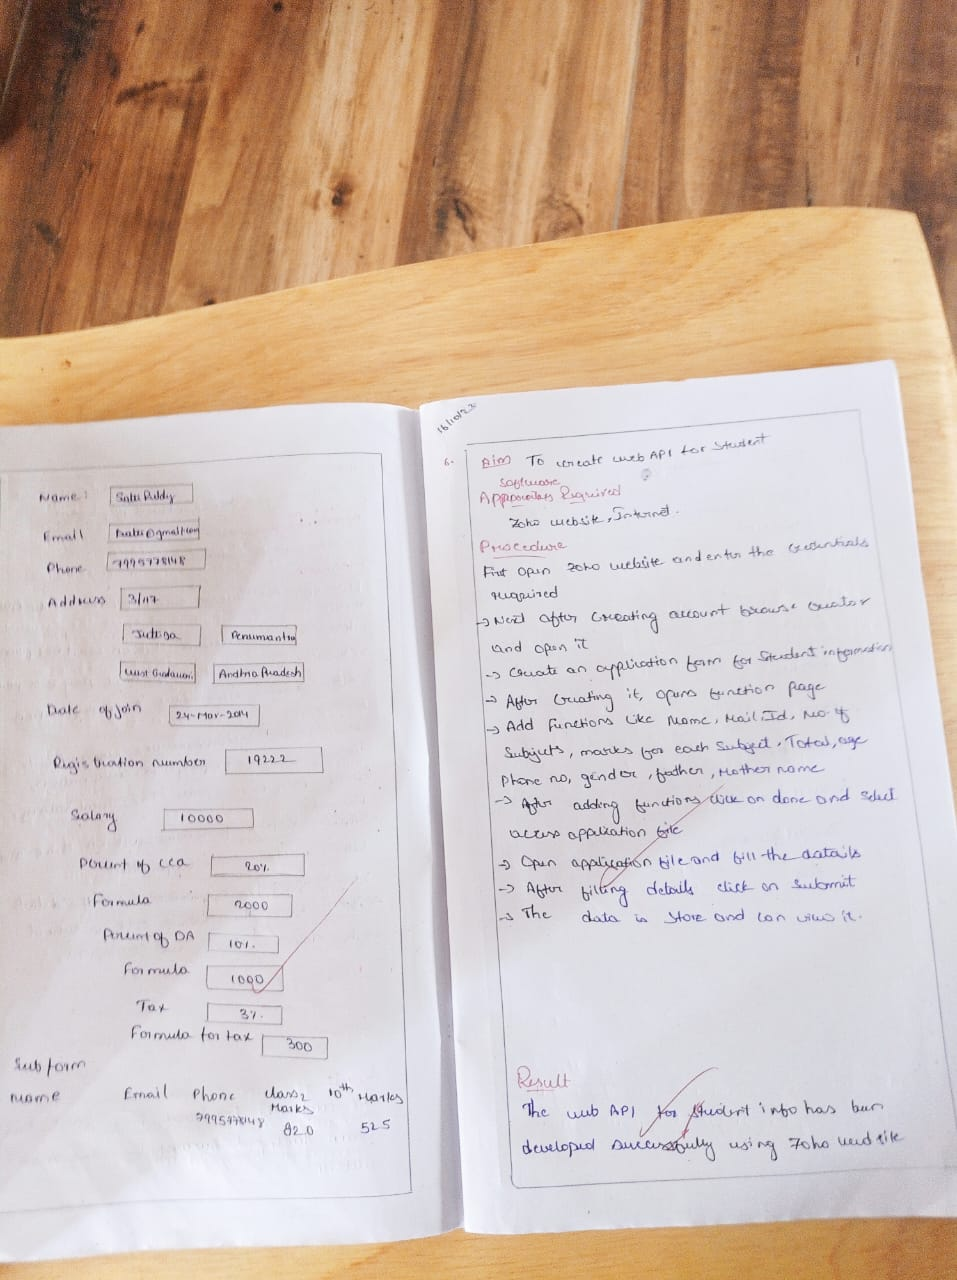 Name: Satti Reddy
Email @gmail.com
Phone 7995778148
Address 3/17
Jutiga Penumantra
West Godavari Andhra Pradesh
Date of join 24-Mar-2014
Registration number 19222
Salary 10000
Percent of cca 20%
Formula 2000
Percent of DA 10%
Formula 1000
Tax 3%
Formula for tax 300
Sub form
Name Email Phone class 2 Marks 10th Marks
820 525
16/10/23
6. Aim To create web API for Student
Software
Required
Zoho website, Internet.
Procedure
First open zoho website and enter the credentials
required
→ Next after creating account browse creator
and open it
→ Create an application form for Student information
→ After creating it, opens function page
→ Add functions like Name, Mail Id, No of
Subjects, marks for each Subject, Total, age
Phone no, gender, father, Mother name
→ After adding functions click on done and select
access application file
→ Open application file and fill the datails
→ After filling details click on Submit
→ The data is store and can view it.
Result
The web API for Student info has been
developed successfully using Zoho